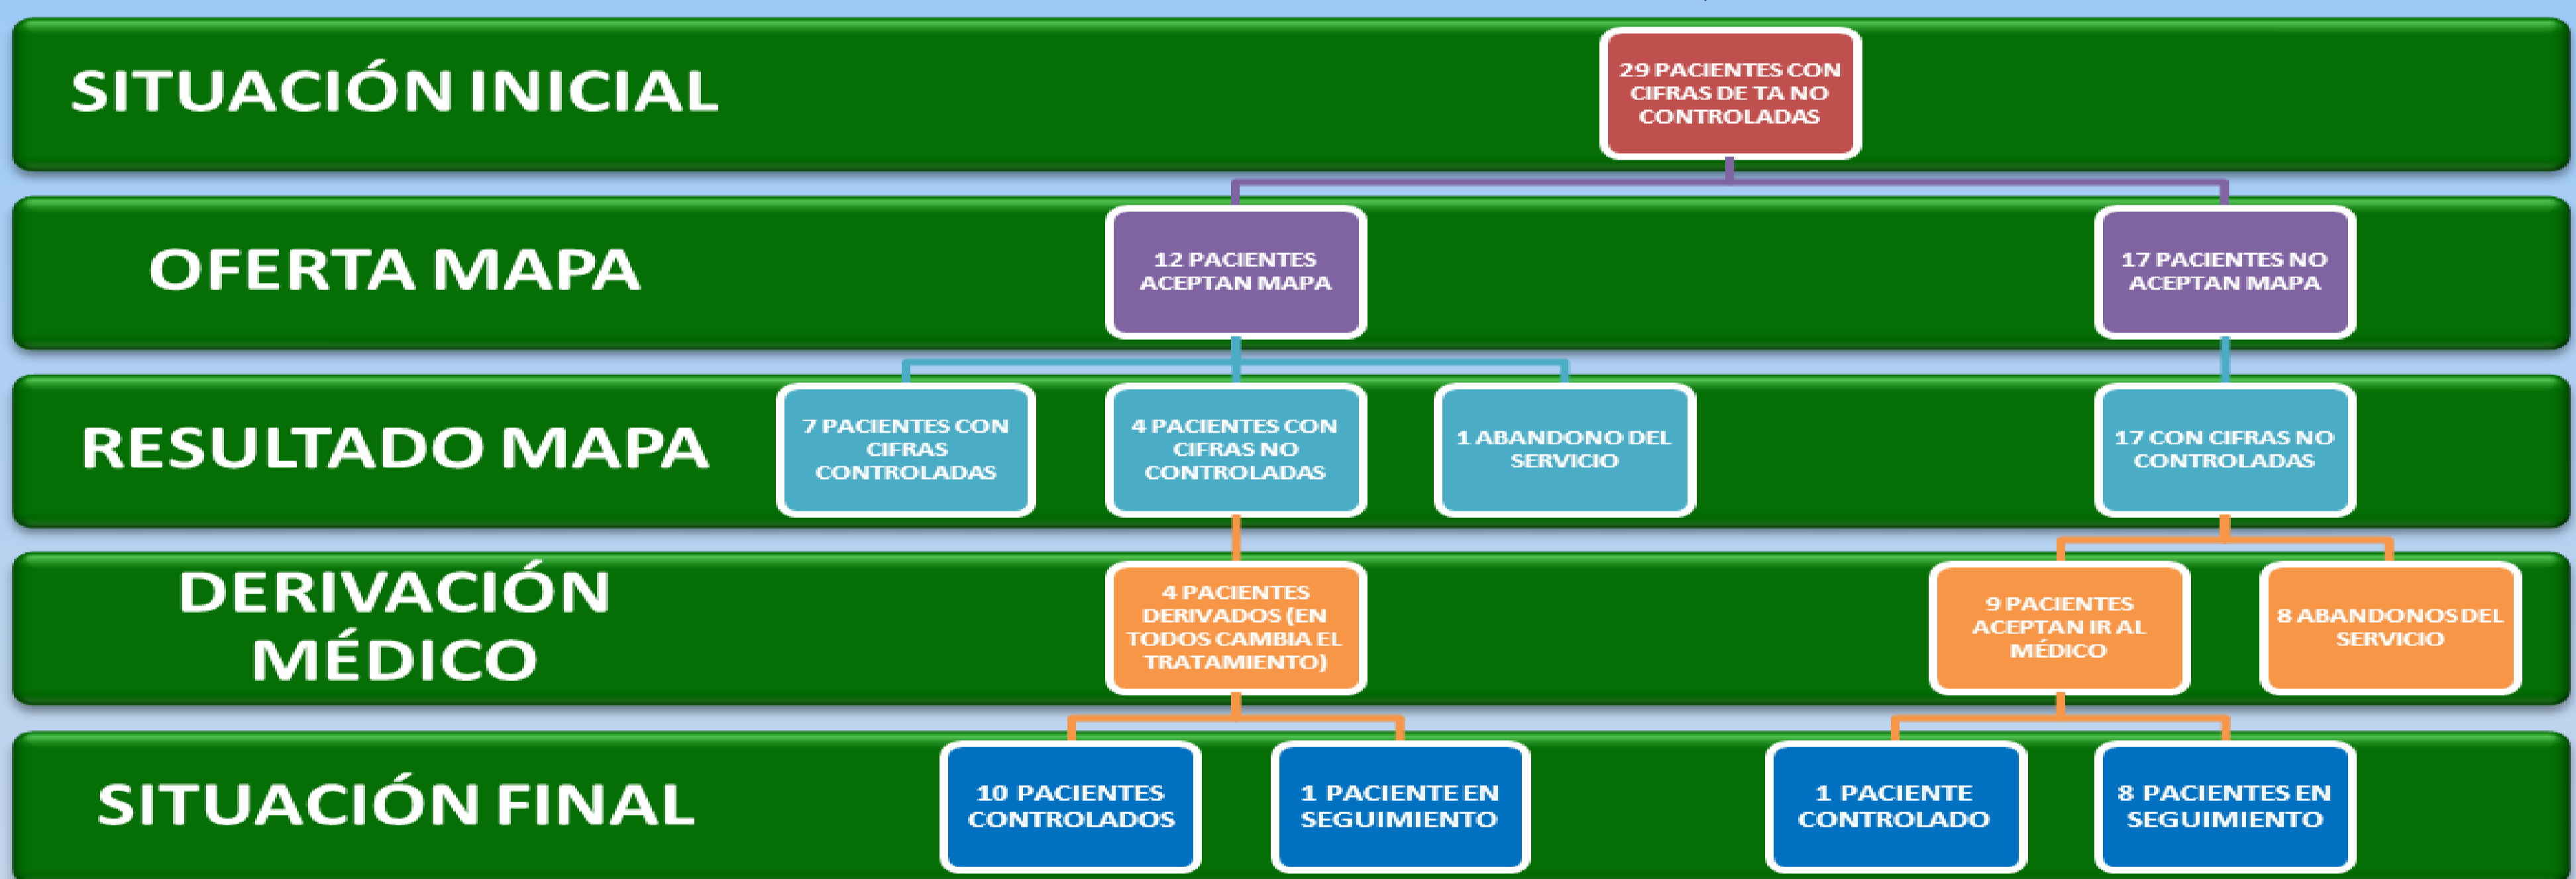 SITUACIÓN INICIAL
29 PACIENTES CON
CIFRAS DE TA NO
CONTROLADAS
OFERTA MAPA
12 PACIENTES
ACEPTAN MAPA
17 PACIENTES NO
ACEPTAN MAPA
RESULTADO MAPA
7 PACIENTES CON
CIFRAS
CONTROLADAS
4 PACIENTES CON
CIFRAS NO
CONTROLADAS
1 ABANDONO DEL
SERVICIO
17 CON CIFRAS NO
CONTROLADAS
DERIVACIÓN
MÉDICO
4 PACIENTES
DERIVADOS (EN
TODOS CAMBIA EL
TRATAMIENTO)
9 PACIENTES
ACEPTAN IR AL
MÉDICO
8 ABANDONOS DEL
SERVICIO
SITUACIÓN FINAL
10 PACIENTES
CONTROLADOS
1 PACIENTE EN
SEGUIMIENTO
1 PACIENTE
CONTROLADO
8 PACIENTES EN
SEGUIMIENTO